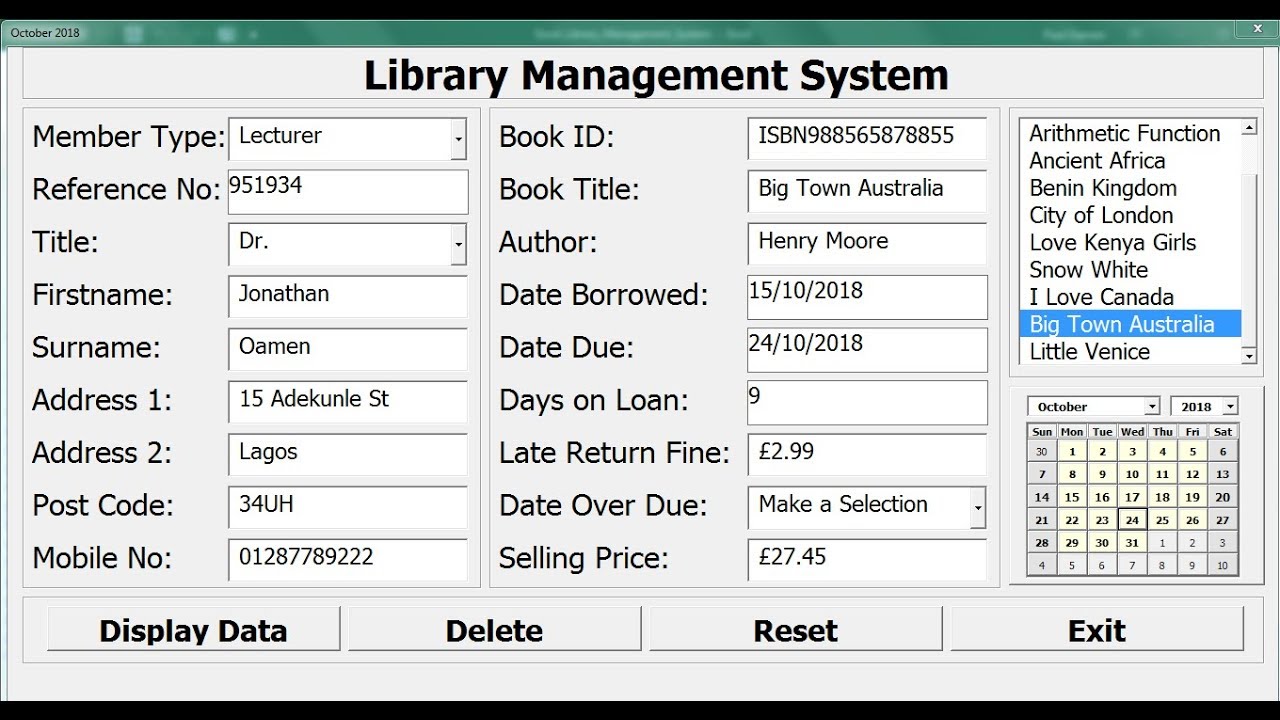 October 2018
Library Management System
Member Type: Lecturer
Reference No: 951934
Title: Dr.
Firstname: Jonathan
Surname: Oamen
Address 1: 15 Adekunle St
Address 2: Lagos
Post Code: 34UH
Mobile No: 01287789222
Book ID: ISBN988565878855
Book Title: Big Town Australia
Author: Henry Moore
Date Borrowed: 15/10/2018
Date Due: 24/10/2018
Days on Loan: 9
Late Return Fine: £2.99
Date Over Due: Make a Selection
Selling Price: £27.45
Arithmetic Function
Ancient Africa
Benin Kingdom
City of London
Love Kenya Girls
Snow White
I Love Canada
Big Town Australia
Little Venice
October 2018
Sun Mon Tue Wed Thu Fri Sat
30 1 2 3 4 5 6
7 8 9 10 11 12 13
14 15 16 17 18 19 20
21 22 23 24 25 26 27
28 29 30 31 1 2 3
4 5 6 7 8 9 10
Display Data Delete Reset Exit